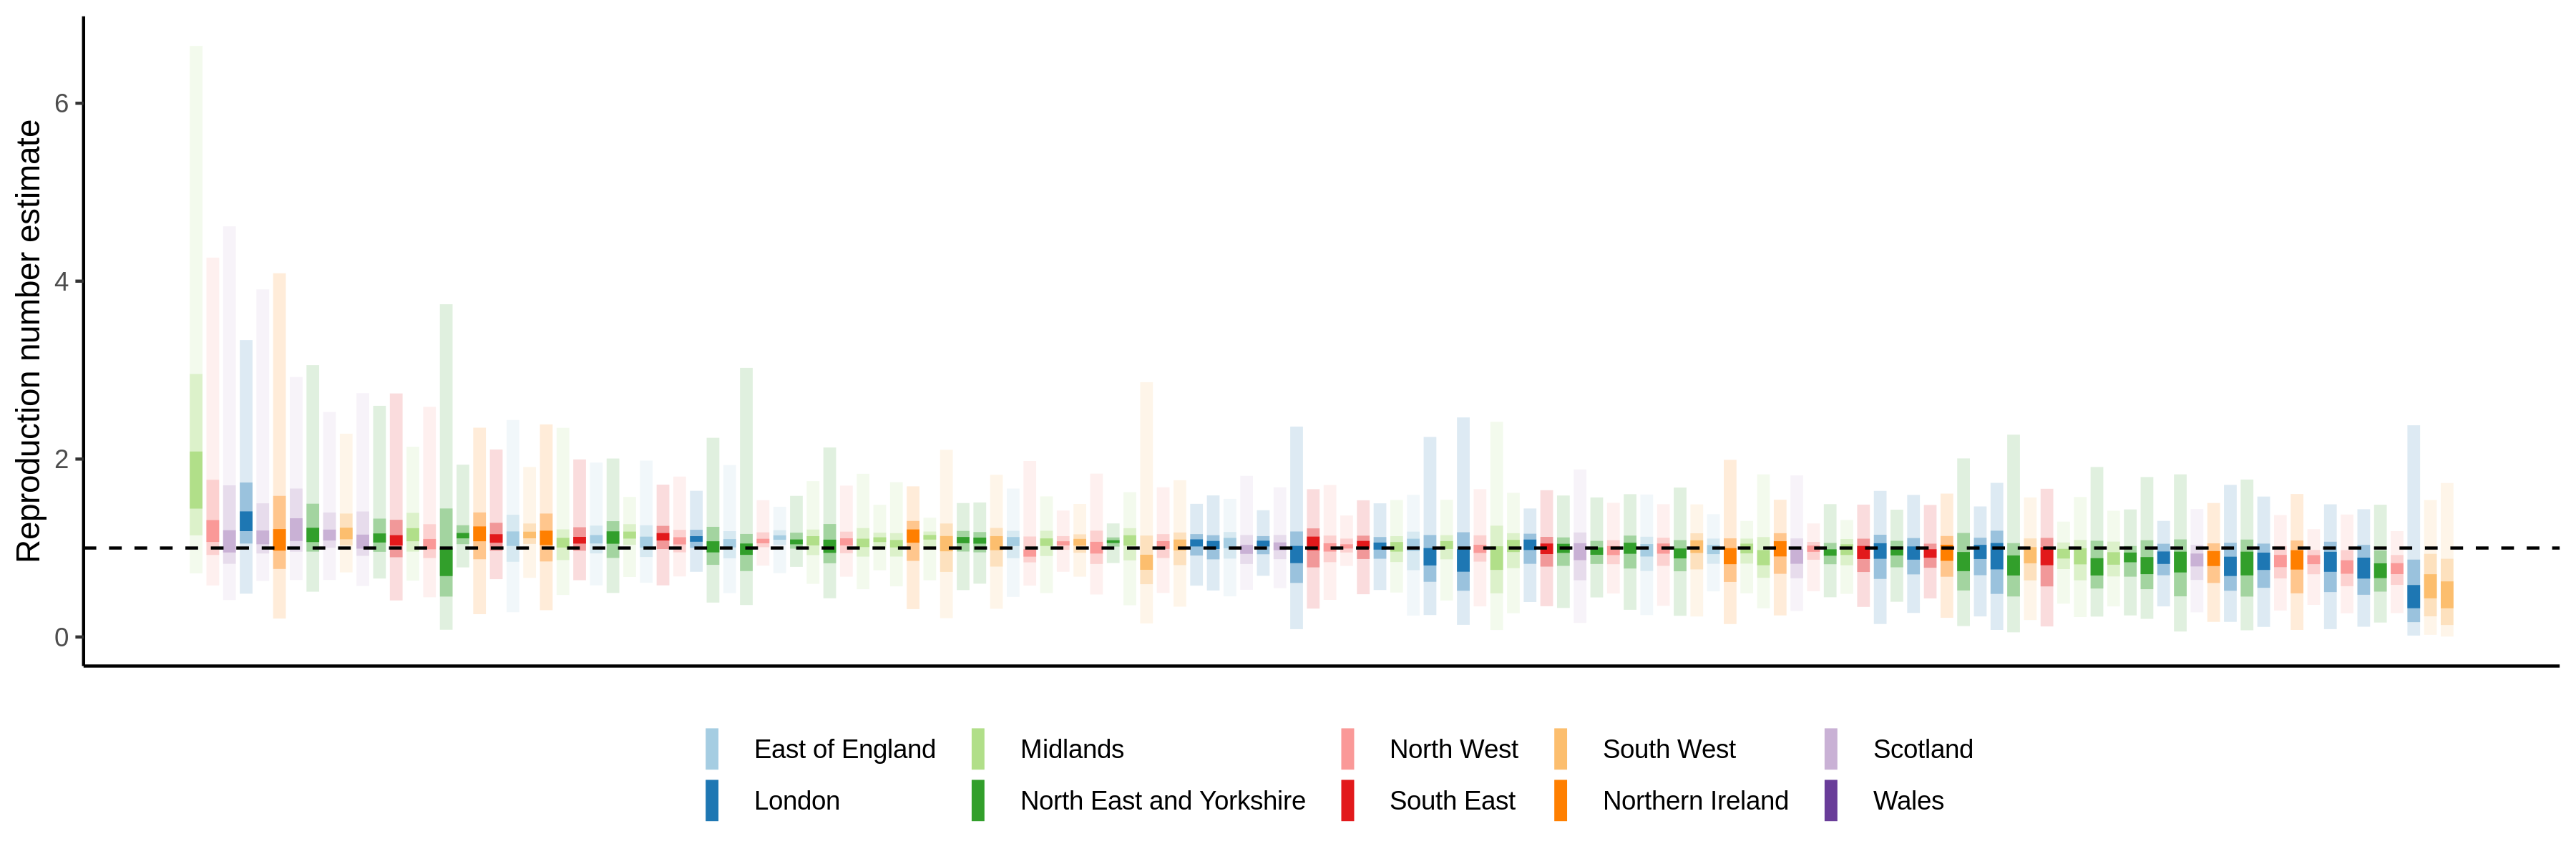 Reproduction number estimate
6
4
2
0
East of England
Midlands
North West
South West
Scotland
London
North East and Yorkshire
South East
Northern Ireland
Wales